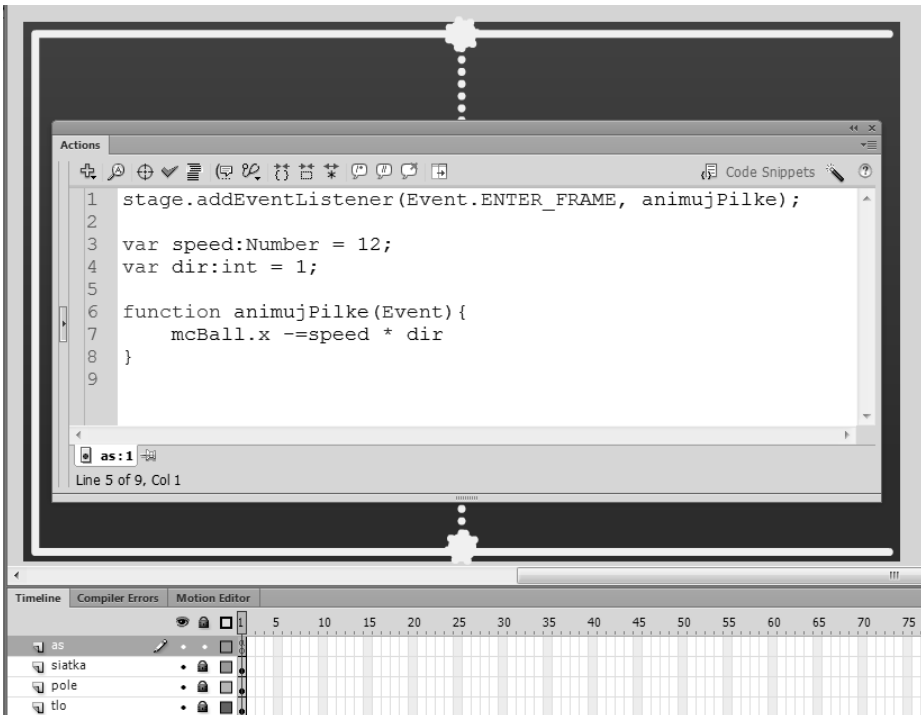 Actions
Code Snippets
1 stage.addEventListener(Event.ENTER_FRAME, animujPilke);
2
3 var speed:Number = 12;
4 var dir:int = 1;
5
6 function animujPilke(Event){
7 mcBall.x -=speed * dir
8 }
9
as:1
Line 5 of 9, Col 1
Timeline Compiler Errors Motion Editor
1 5 10 15 20 25 30 35 40 45 50 55 60 65 70 75
as
siatka
pole
tlo